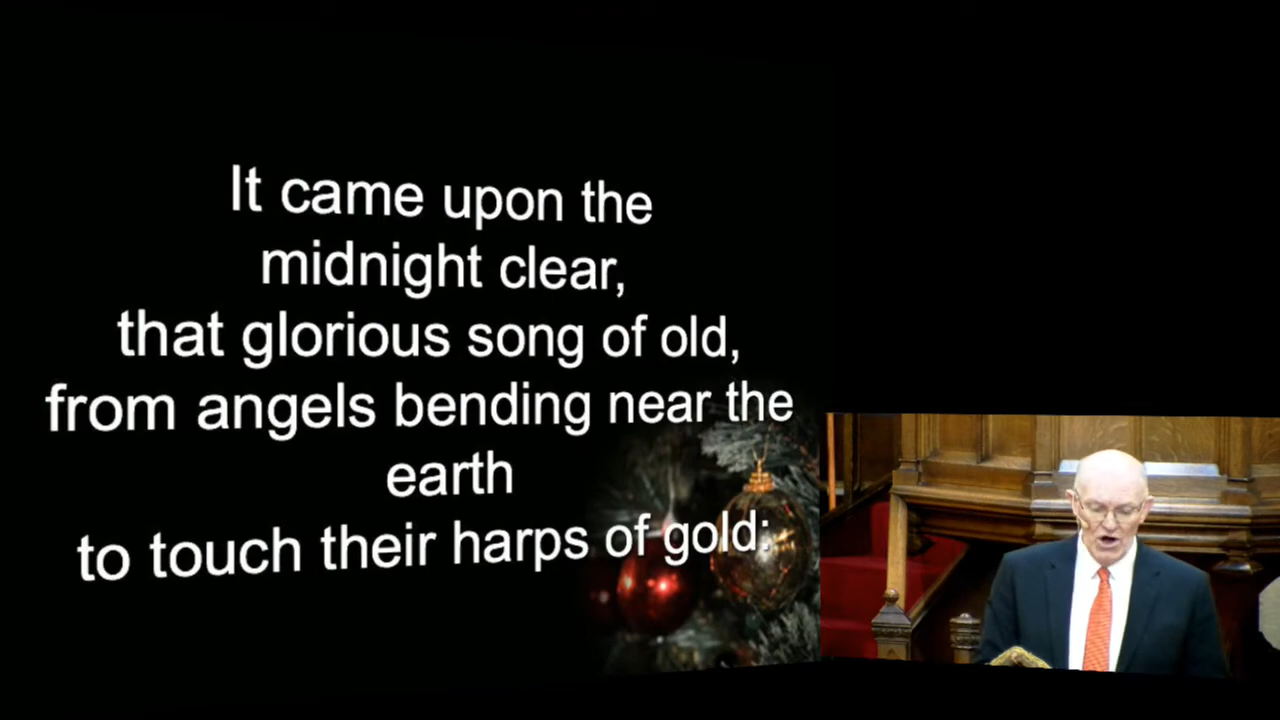 It came upon the
midnight clear,
that glorious song of old,
from angels bending near the
earth
to touch their harps of gold: